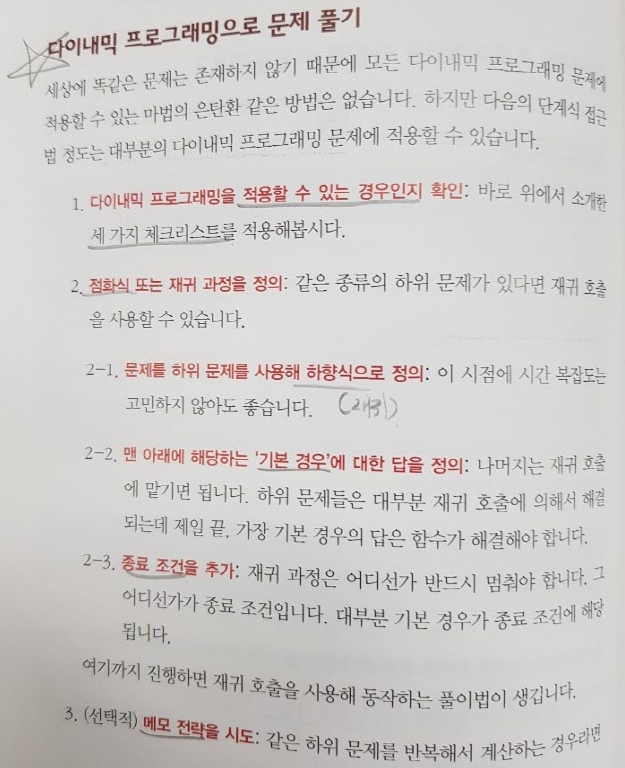 다이내믹 프로그래밍으로 문제 풀기
세상에 똑같은 문제는 존재하지 않기 때문에 모든 다이내믹 프로그래밍 문제에
적용할 수 있는 마법의 은탄환 같은 방법은 없습니다. 하지만 다음의 단계식 접근
법 정도는 대부분의 다이내믹 프로그래밍 문제에 적용할 수 있습니다.
1. 다이내믹 프로그래밍을 적용할 수 있는 경우인지 확인: 바로 위에서 소개한
세 가지 체크리스트를 적용해봅시다.
2. 점화식 또는 재귀 과정을 정의: 같은 종류의 하위 문제가 있다면 재귀 호출
을 사용할 수 있습니다.
2-1. 문제를 하위 문제를 사용해 하향식으로 정의: 이 시점에 시간 복잡도는
고민하지 않아도 좋습니다. (재귀)
2-2. 맨 아래에 해당하는 '기본 경우'에 대한 답을 정의: 나머지는 재귀 호출
에 맡기면 됩니다. 하위 문제들은 대부분 재귀 호출에 의해서 해결
되는데 제일 끝, 가장 기본 경우의 답은 함수가 해결해야 합니다.
2-3. 종료 조건을 추가: 재귀 과정은 어디선가 반드시 멈춰야 합니다. 그
어디선가가 종료 조건입니다. 대부분 기본 경우가 종료 조건에 해당
됩니다.
여기까지 진행하면 재귀 호출을 사용해 동작하는 풀이법이 생깁니다.
3. (선택적) 메모 전략을 시도: 같은 하위 문제를 반복해서 계산하는 경우라면